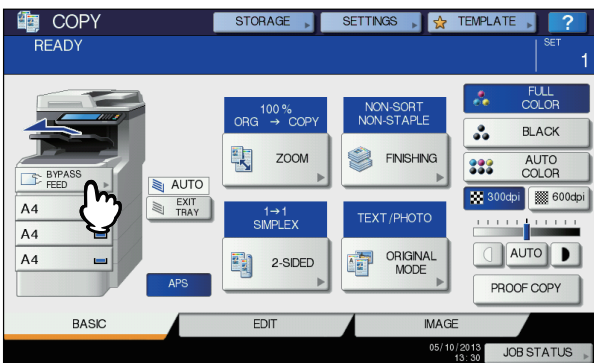 COPY
STORAGE
SETTINGS
TEMPLATE
?
READY
SET
1
BYPASS
FEED
A4
A4
A4
AUTO
EXIT
TRAY
APS
100 %
ORG → COPY
ZOOM
NON-SORT
NON-STAPLE
FINISHING
1→1
SIMPLEX
2-SIDED
TEXT/PHOTO
ORIGINAL
MODE
FULL
COLOR
BLACK
AUTO
COLOR
300dpi
600dpi
AUTO
PROOF COPY
BASIC
EDIT
IMAGE
05/10/2013
13:30
JOB STATUS